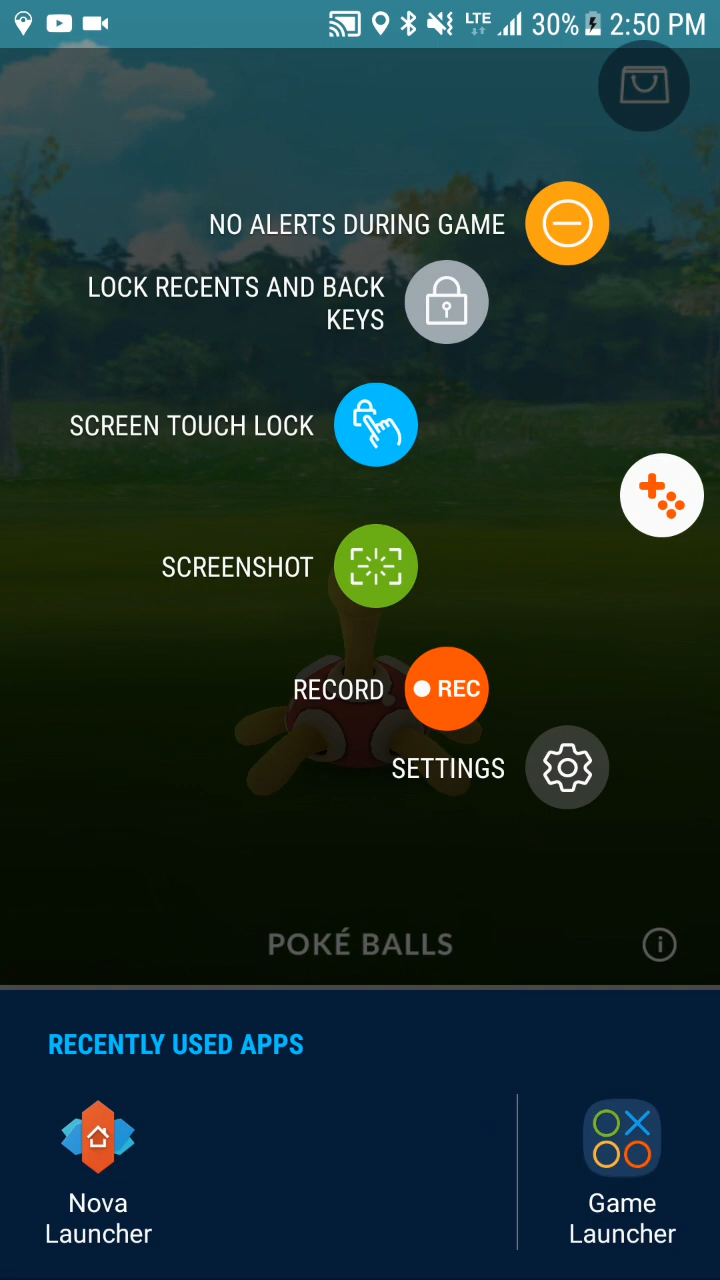 LTE 30% 2:50 PM
NO ALERTS DURING GAME
LOCK RECENTS AND BACK
KEYS
SCREEN TOUCH LOCK
SCREENSHOT
RECORD REC
SETTINGS
POKÉ BALLS i
RECENTLY USED APPS
Nova
Launcher
Game
Launcher